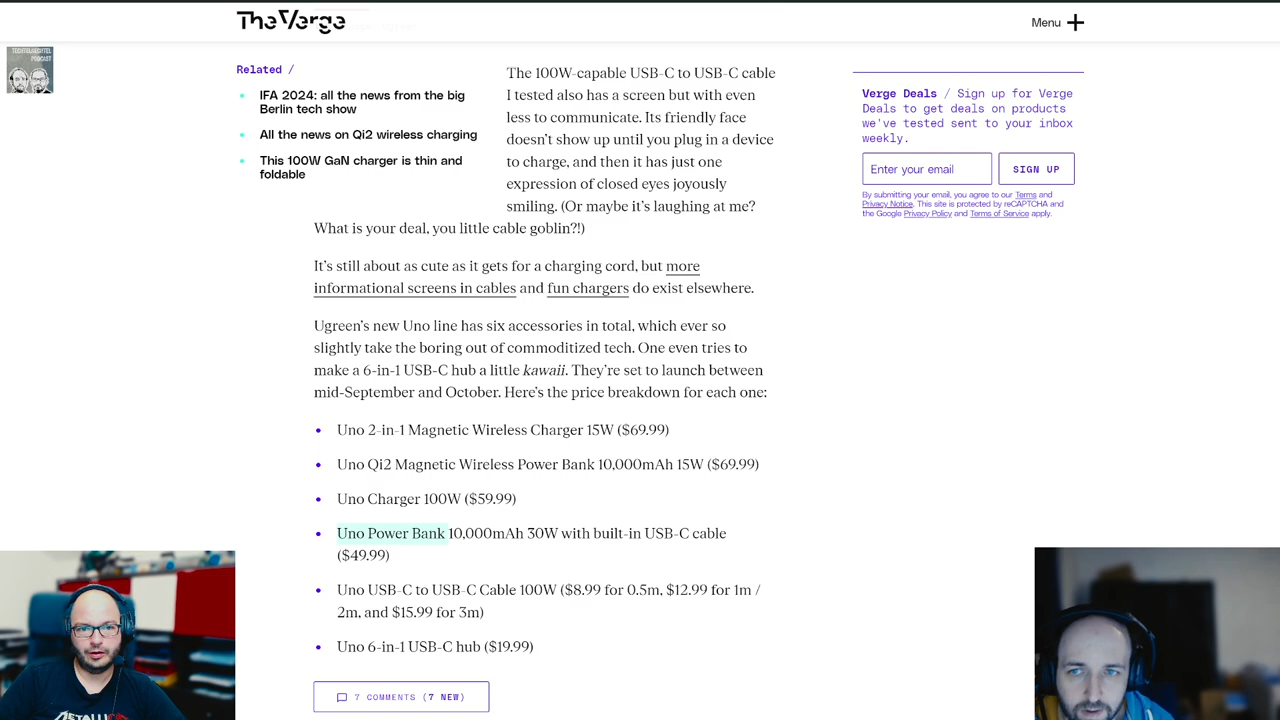 The Verge
Menu
TECHTELMECHTEL
PODCAST
Related /
IFA 2024: all the news from the big
Berlin tech show
All the news on Qi2 wireless charging
This 100W GaN charger is thin and
foldable
The 100W-capable USB-C to USB-C cable
I tested also has a screen but with even
less to communicate. Its friendly face
doesn’t show up until you plug in a device
to charge, and then it has just one
expression of closed eyes joyously
smiling. (Or maybe it’s laughing at me?
What is your deal, you little cable goblin?!)
It’s still about as cute as it gets for a charging cord, but more
informational screens in cables and fun chargers do exist elsewhere.
Ugreen’s new Uno line has six accessories in total, which ever so
slightly take the boring out of commoditized tech. One even tries to
make a 6-in-1 USB-C hub a little kawaii. They’re set to launch between
mid-September and October. Here’s the price breakdown for each one:
Uno 2-in-1 Magnetic Wireless Charger 15W ($69.99)
Uno Qi2 Magnetic Wireless Power Bank 10,000mAh 15W ($69.99)
Uno Charger 100W ($59.99)
Uno Power Bank 10,000mAh 30W with built-in USB-C cable
($49.99)
Uno USB-C to USB-C Cable 100W ($8.99 for 0.5m, $12.99 for 1m /
2m, and $15.99 for 3m)
Uno 6-in-1 USB-C hub ($19.99)
7 COMMENTS (7 NEW)
Verge Deals / Sign up for Verge
Deals to get deals on products
we've tested sent to your inbox
weekly.
Enter your email
SIGN UP
By submitting your email, you agree to our Terms and
Privacy Notice. This site is protected by reCAPTCHA and
the Google Privacy Policy and Terms of Service apply.
METALLICA